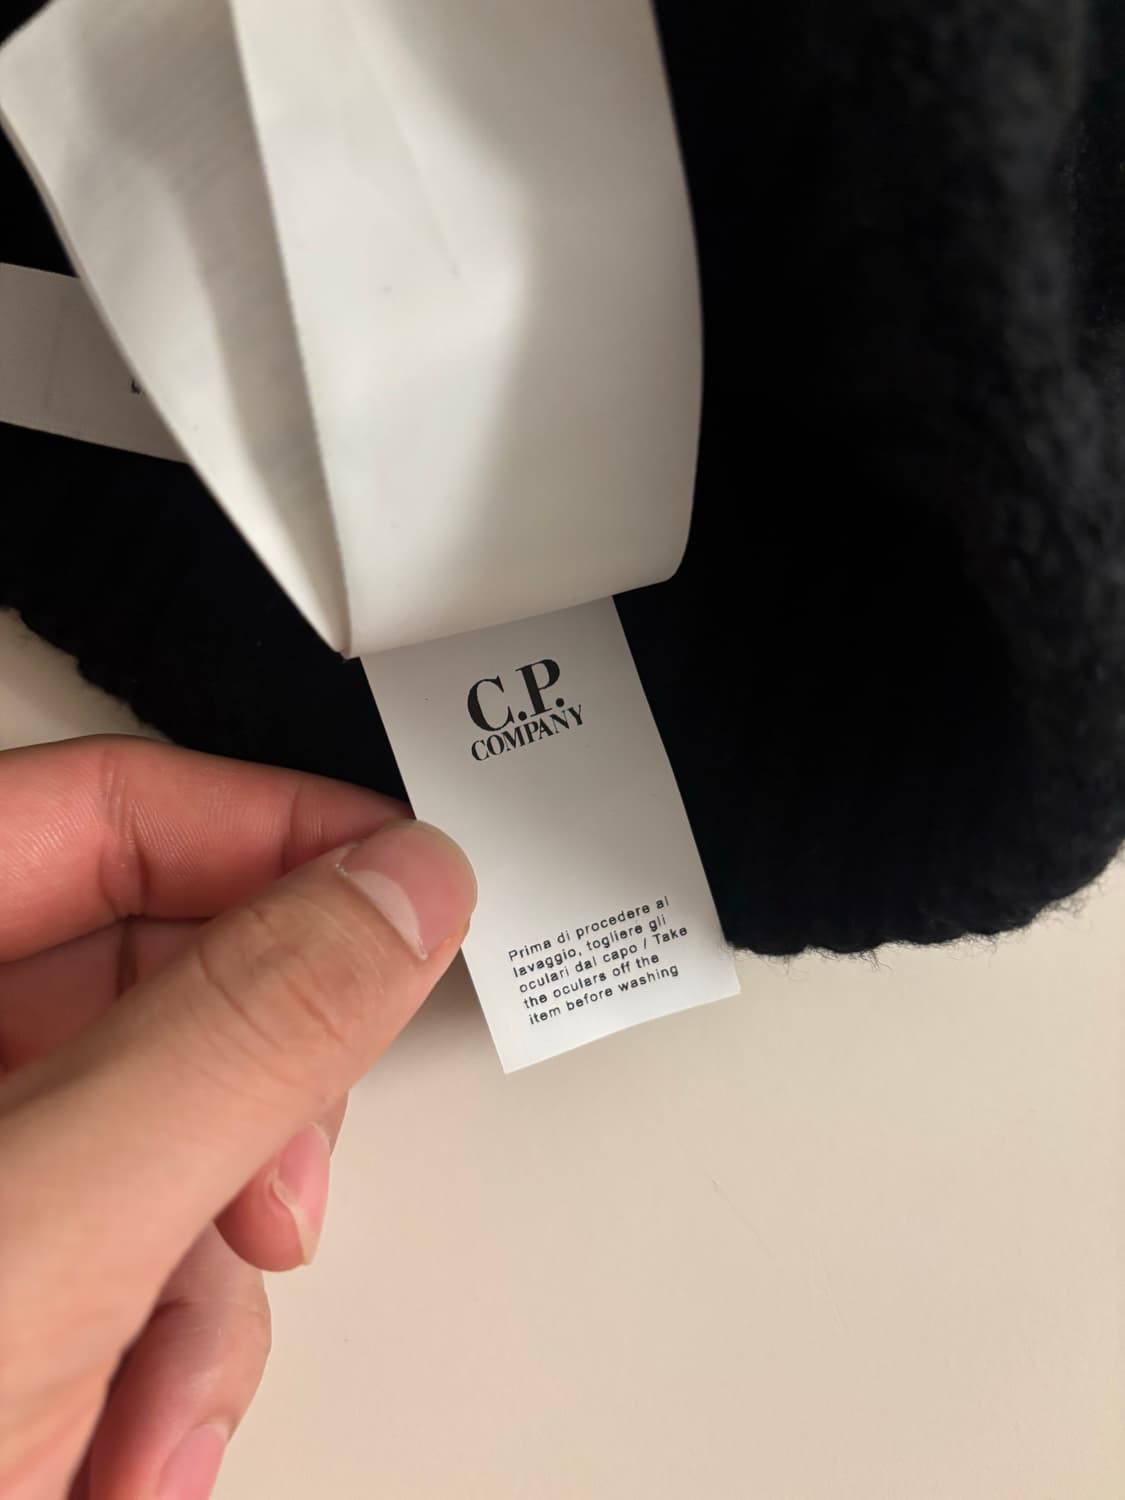 C.P.
COMPANY
Prima di procedere al
lavaggio, togliere gli
oculari dal capo / Take
the oculars off the
item before washing